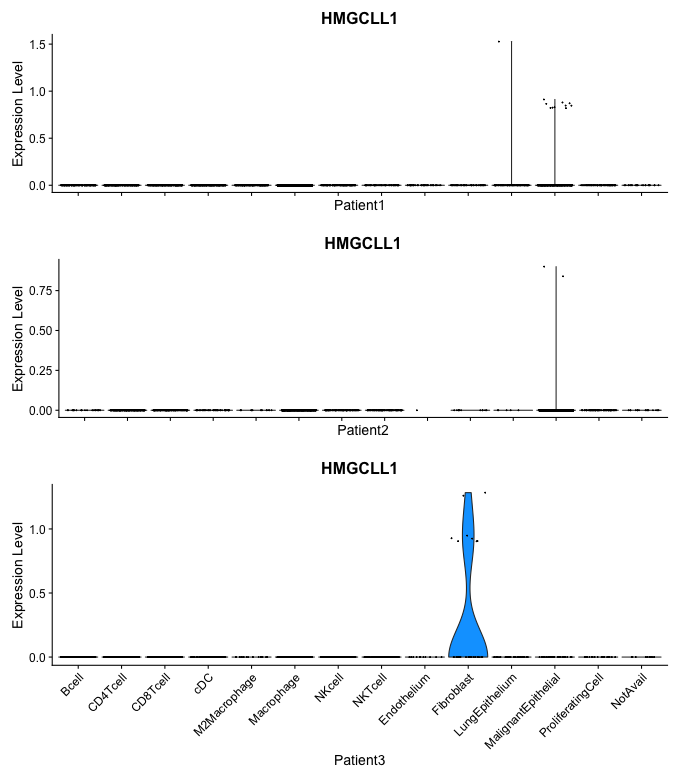 HMGCLL1
Expression Level
1.5
1.0
0.5
0.0
Patient1
HMGCLL1
Expression Level
0.75
0.50
0.25
0.00
Patient2
HMGCLL1
Expression Level
1.0
0.5
0.0
Bcell
CD4Tcell
CD8Tcell
cDC
M2Macrophage
Macrophage
NKcell
NKTcell
Endothelium
Fibroblast
LungEpithelium
MalignantEpithelial
ProliferatingCell
NotAvail
Patient3